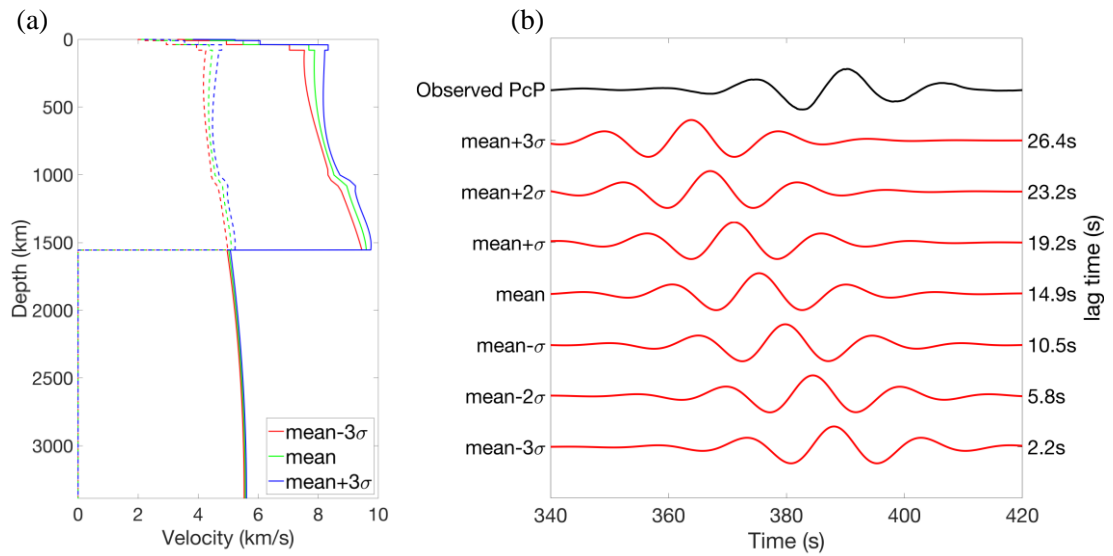 (a)
0
500
1000
1500
2000
2500
3000
Depth (km)
0
2
4
6
8
10
Velocity (km/s)
mean-3σ
mean
mean+3σ
(b)
Observed PcP
mean+3σ
26.4s
mean+2σ
23.2s
mean+σ
19.2s
mean
14.9s
mean-σ
10.5s
mean-2σ
5.8s
mean-3σ
2.2s
lag time (s)
340
360
380
400
420
Time (s)